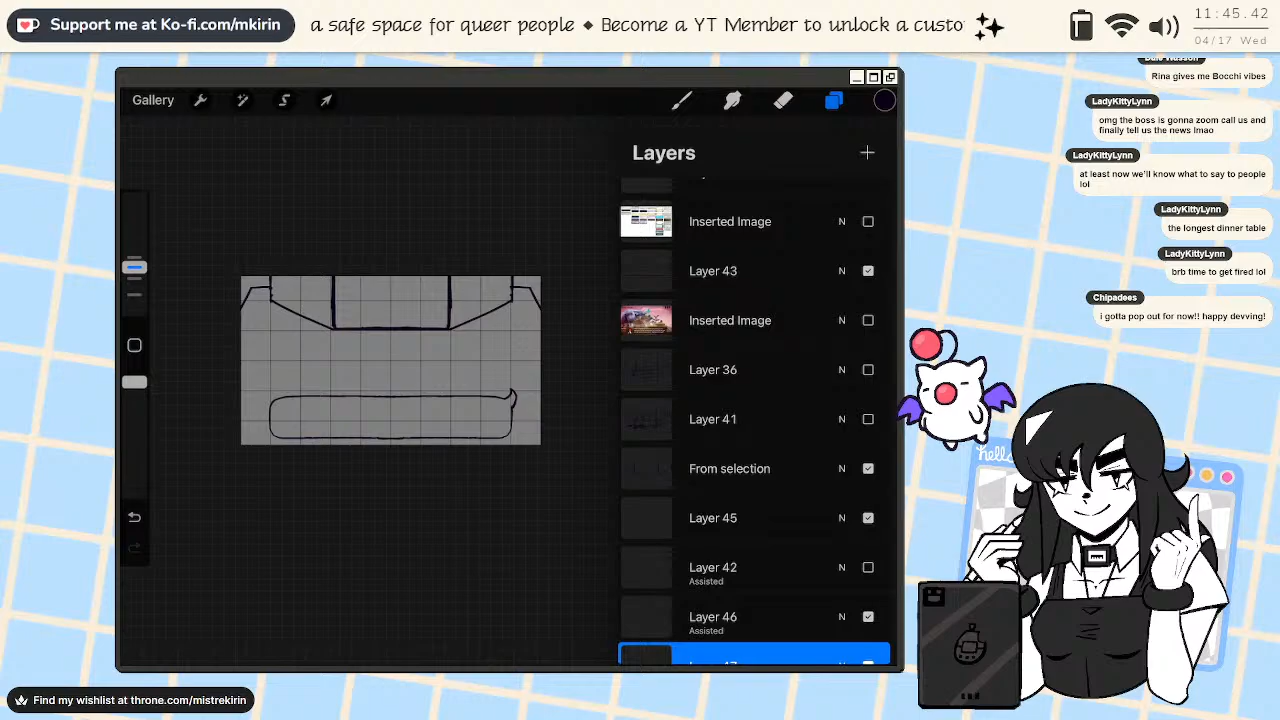 Support me at Ko-fi.com/mkirin
a safe space for queer people ◆ Become a YT Member to unlock a custo
11:45.42
04/17 Wed
Gallery
Layers
Inserted Image N
Layer 43 N
Inserted Image N
Layer 36 N
Layer 41 N
From selection N
Layer 45 N
Layer 42 N
Assisted
Layer 46 N
Assisted
Rina gives me Bocchi vibes
LadyKittyLynn
omg the boss is gonna zoom call us and
finally tell us the news lmao
LadyKittyLynn
at least now we'll know what to say to people
lol
LadyKittyLynn
the longest dinner table
LadyKittyLynn
brb time to get fired lol
Chipadees
i gotta pop out for now!! happy devving!
hello
Find my wishlist at throne.com/mistrekirin